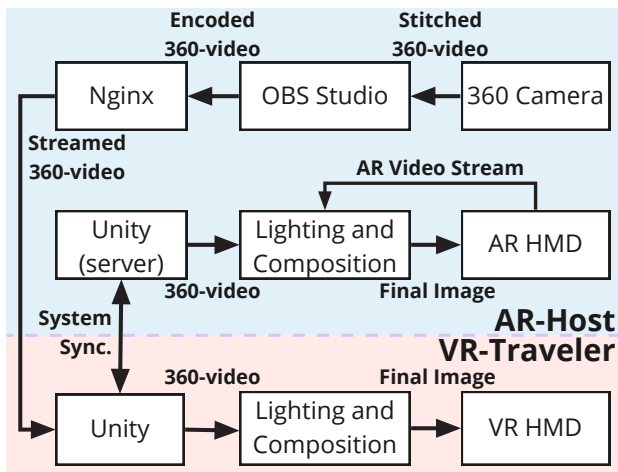 Encoded
360-video
Stitched
360-video
Nginx
OBS Studio
360 Camera
Streamed
360-video
AR Video Stream
Unity
(server)
Lighting and
Composition
AR HMD
360-video
Final Image
System
Sync.
AR-Host
VR-Traveler
360-video
Final Image
Unity
Lighting and
Composition
VR HMD